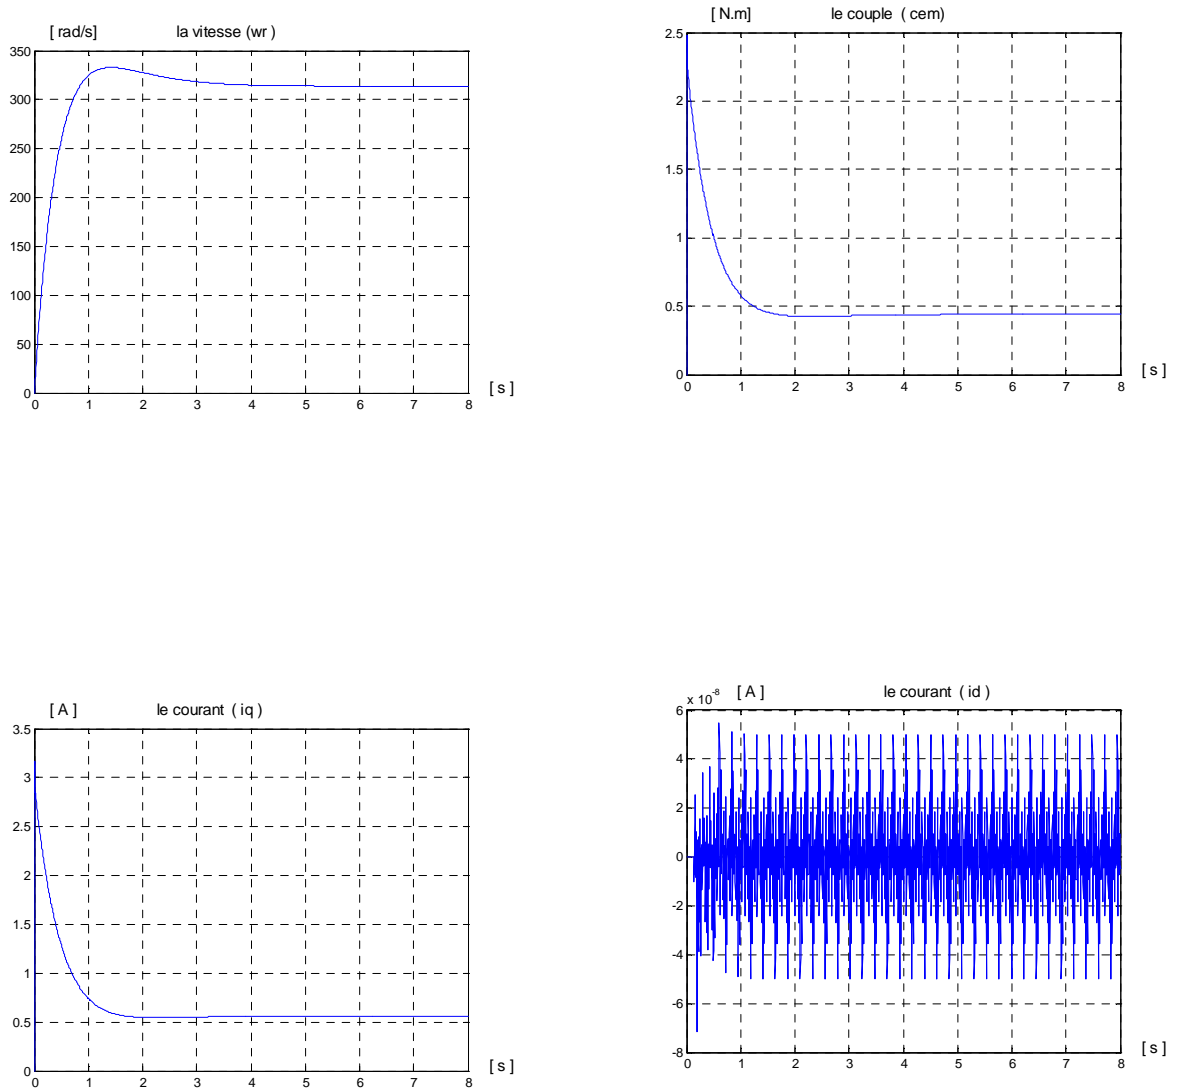 [ rad/s] la vitesse (wr )
350
300
250
200
150
100
50
0
0 1 2 3 4 5 6 7 8
[ s ]
[ N.m] le couple ( cem)
2.5
2
1.5
1
0.5
0
0 1 2 3 4 5 6 7 8
[ s ]
[ A ] le courant ( iq )
3.5
3
2.5
2
1.5
1
0.5
0
0 1 2 3 4 5 6 7 8
[ s ]
x 10⁻⁸ [ A ] le courant ( id )
6
4
2
0
-2
-4
-6
-8
0 1 2 3 4 5 6 7 8
[ s ]